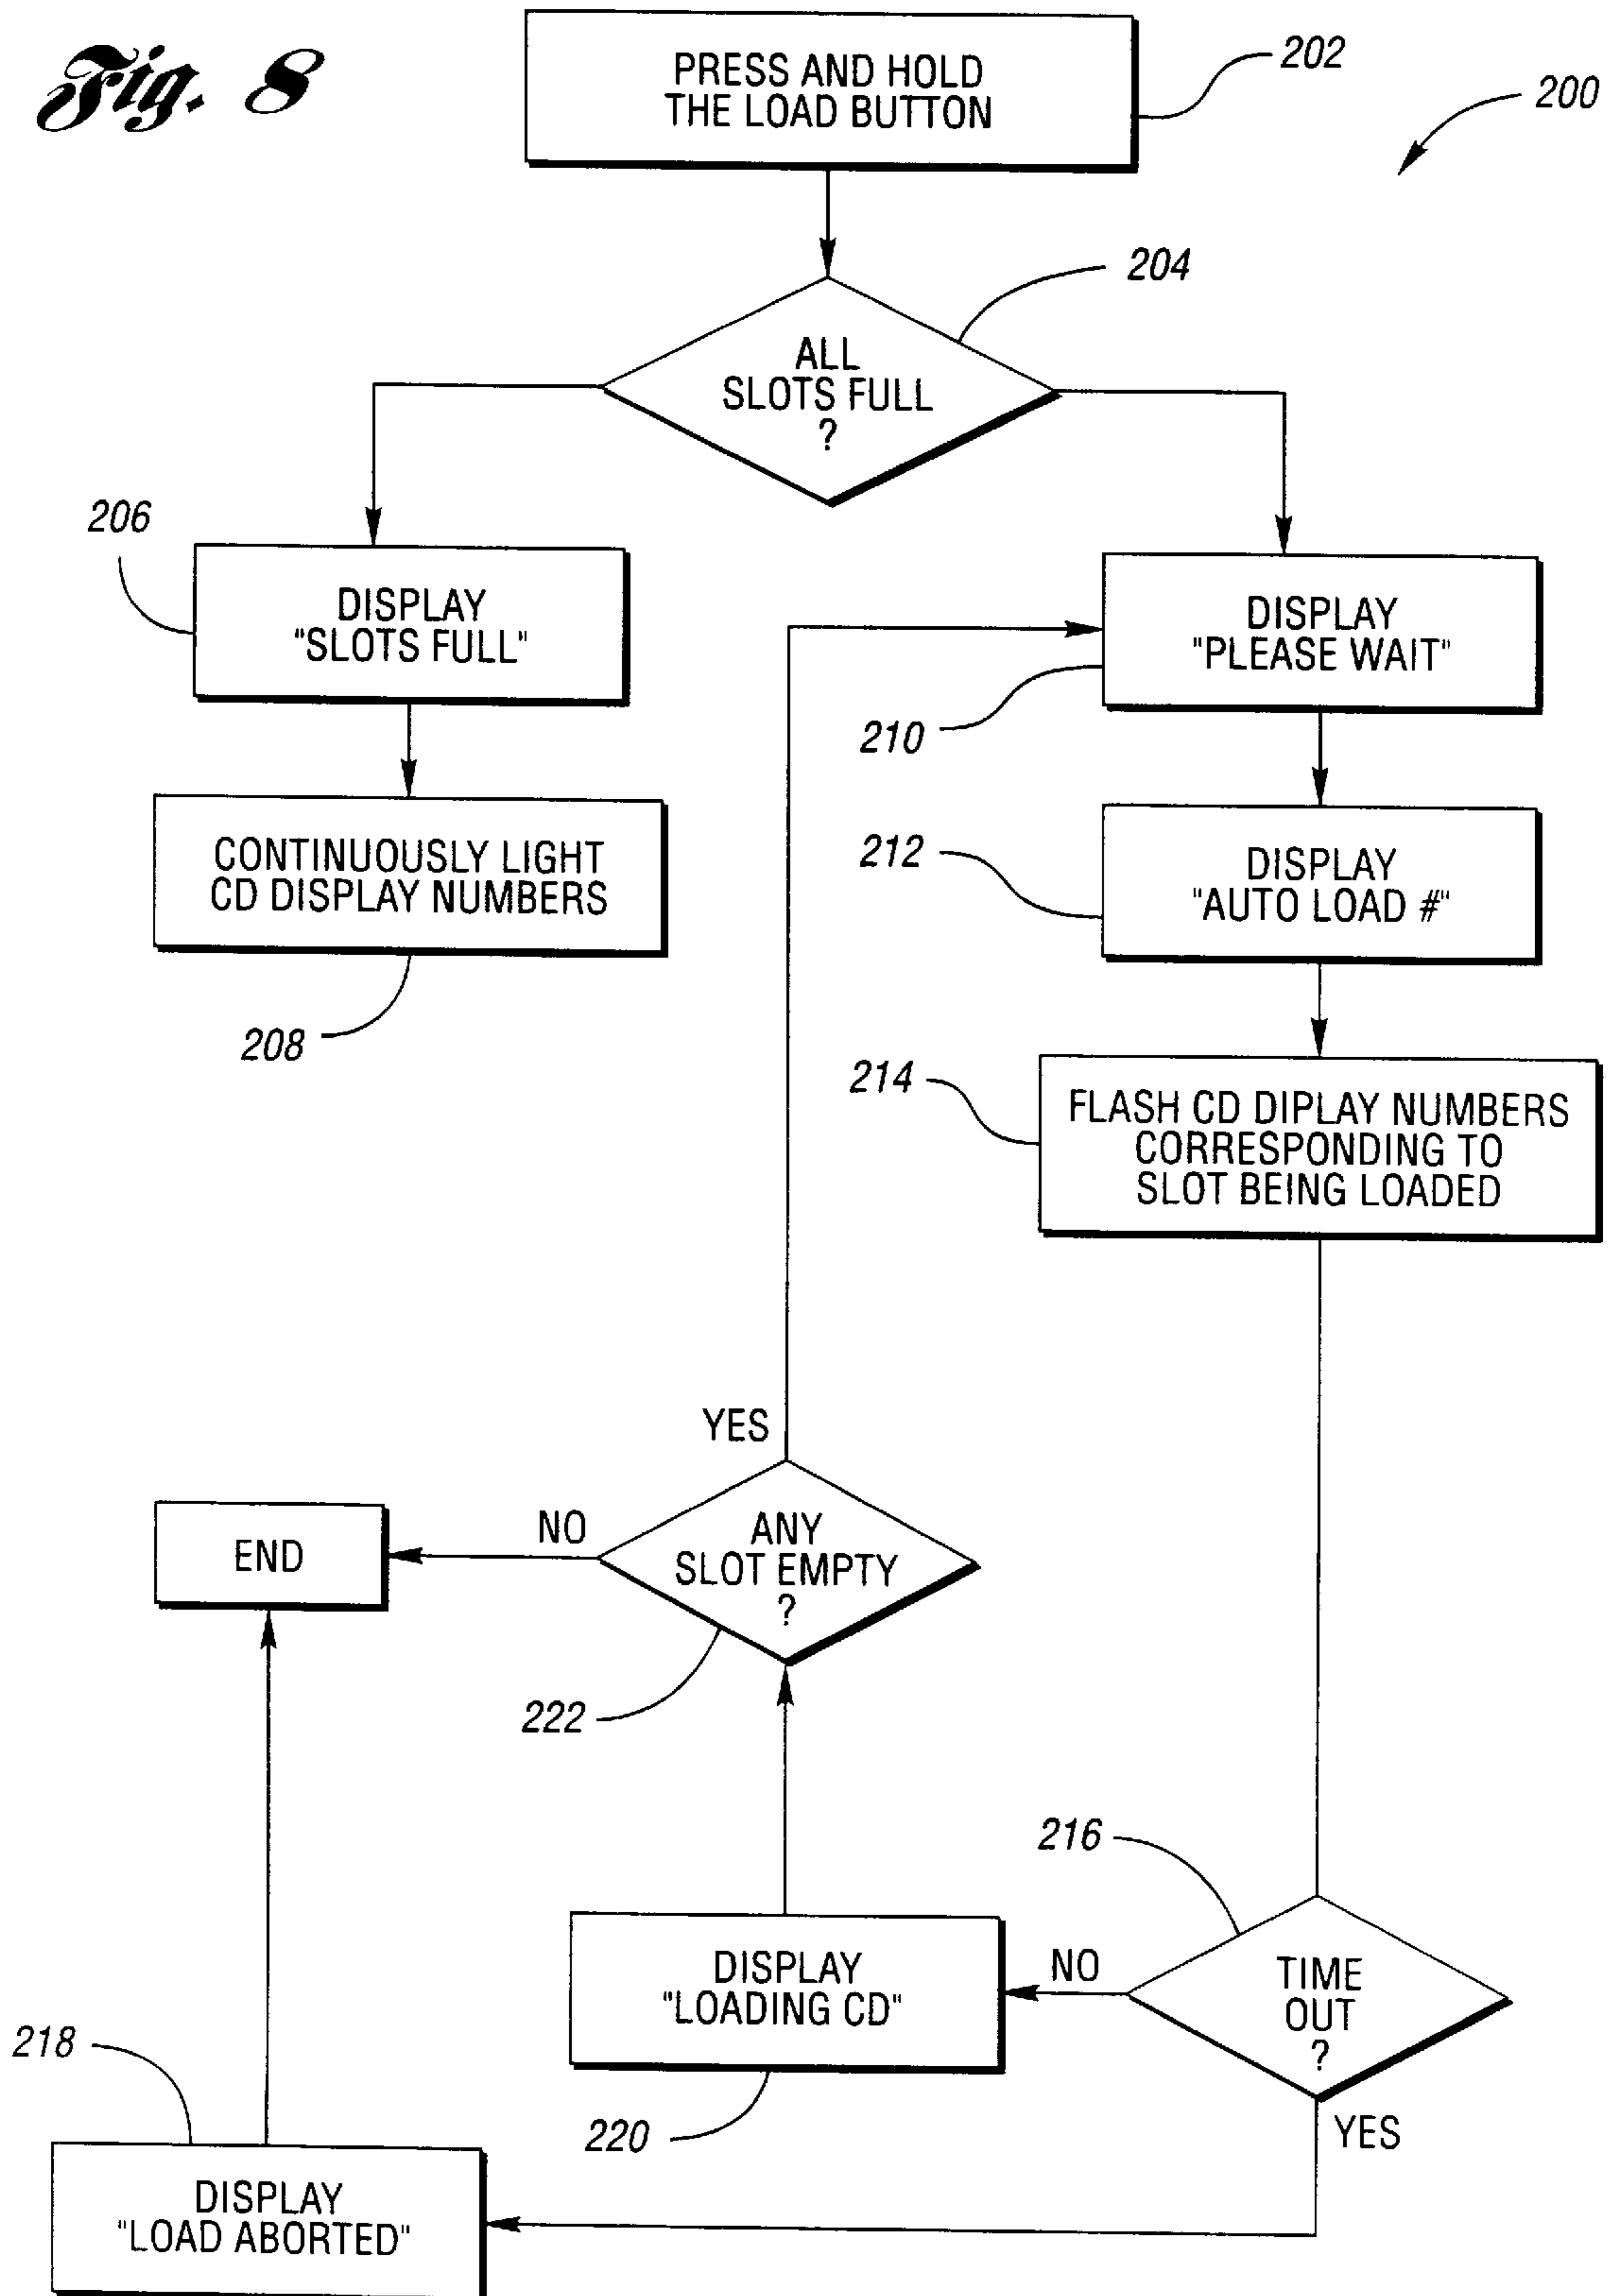 Fig. 8
PRESS AND HOLD
THE LOAD BUTTON
202
200
204
ALL
SLOTS FULL
?
206
DISPLAY
"SLOTS FULL"
DISPLAY
"PLEASE WAIT"
210
CONTINUOUSLY LIGHT
CD DISPLAY NUMBERS
208
212
DISPLAY
"AUTO LOAD #"
214
FLASH CD DIPLAY NUMBERS
CORRESPONDING TO
SLOT BEING LOADED
YES
END
NO
ANY
SLOT EMPTY
?
222
216
DISPLAY
"LOADING CD"
NO
TIME
OUT
?
218
220
YES
DISPLAY
"LOAD ABORTED"